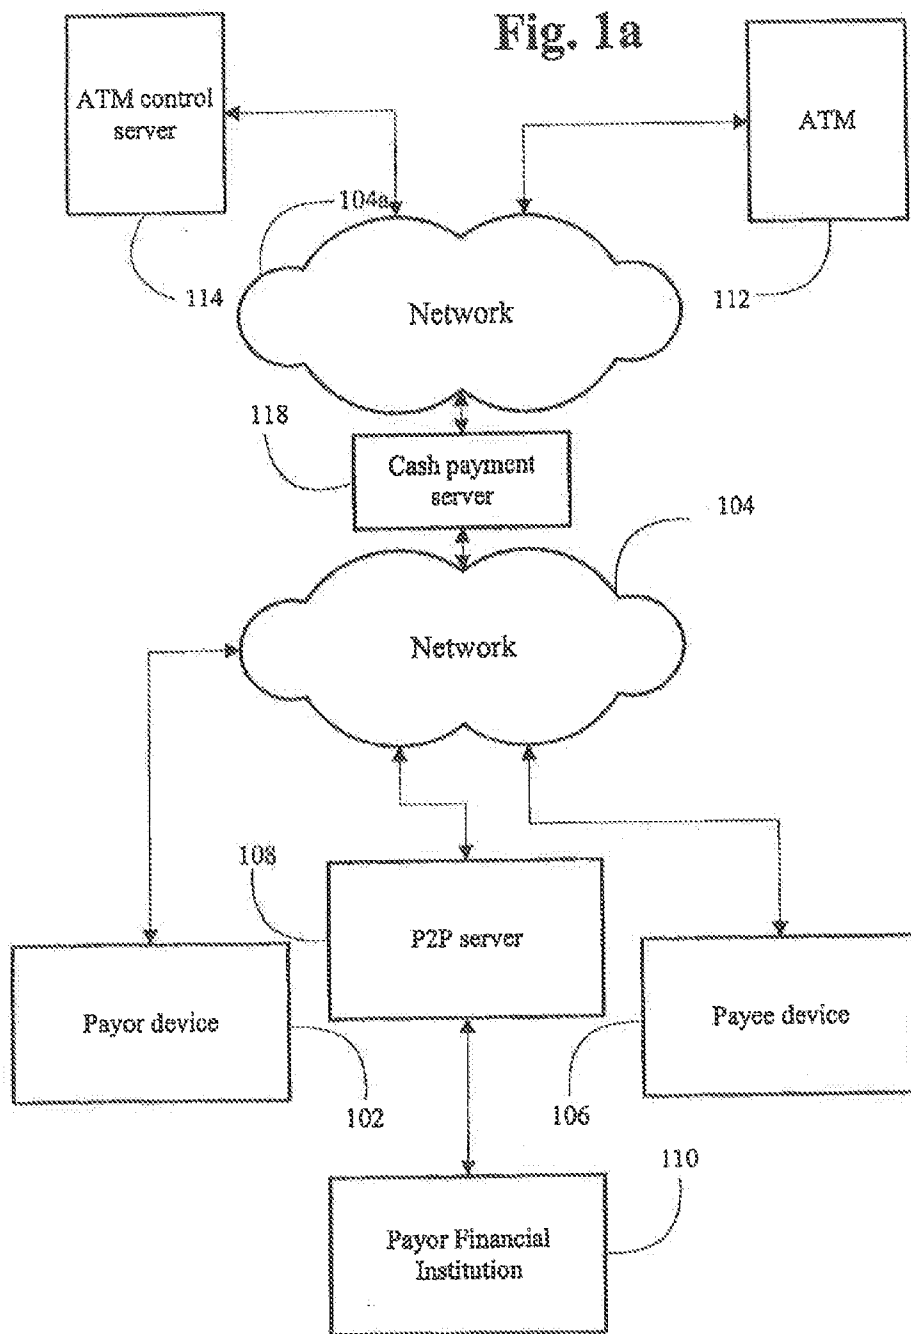 Fig. 1a
ATM control
server
ATM
104a
114
Network
112
118
Cash payment
server
104
Network
108
P2P server
Payor device
Payee device
102
106
110
Payor Financial
Institution